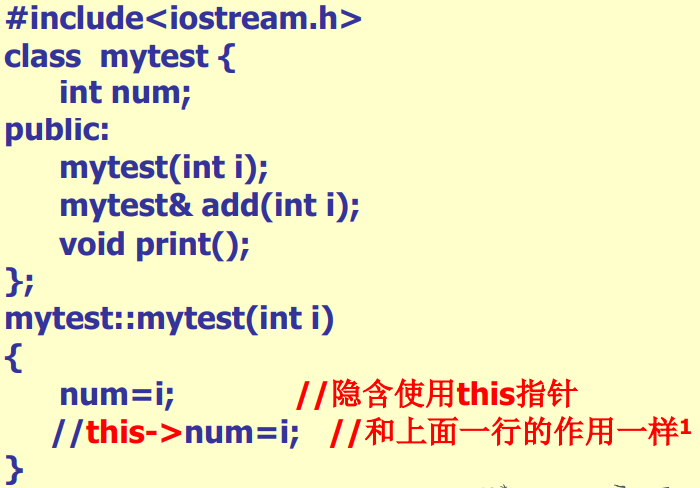 #include<iostream.h>
class mytest {
int num;
public:
mytest(int i);
mytest& add(int i);
void print();
};
mytest::mytest(int i)
{
num=i; //隐含使用this指针
//this->num=i; //和上面一行的作用一样1
}